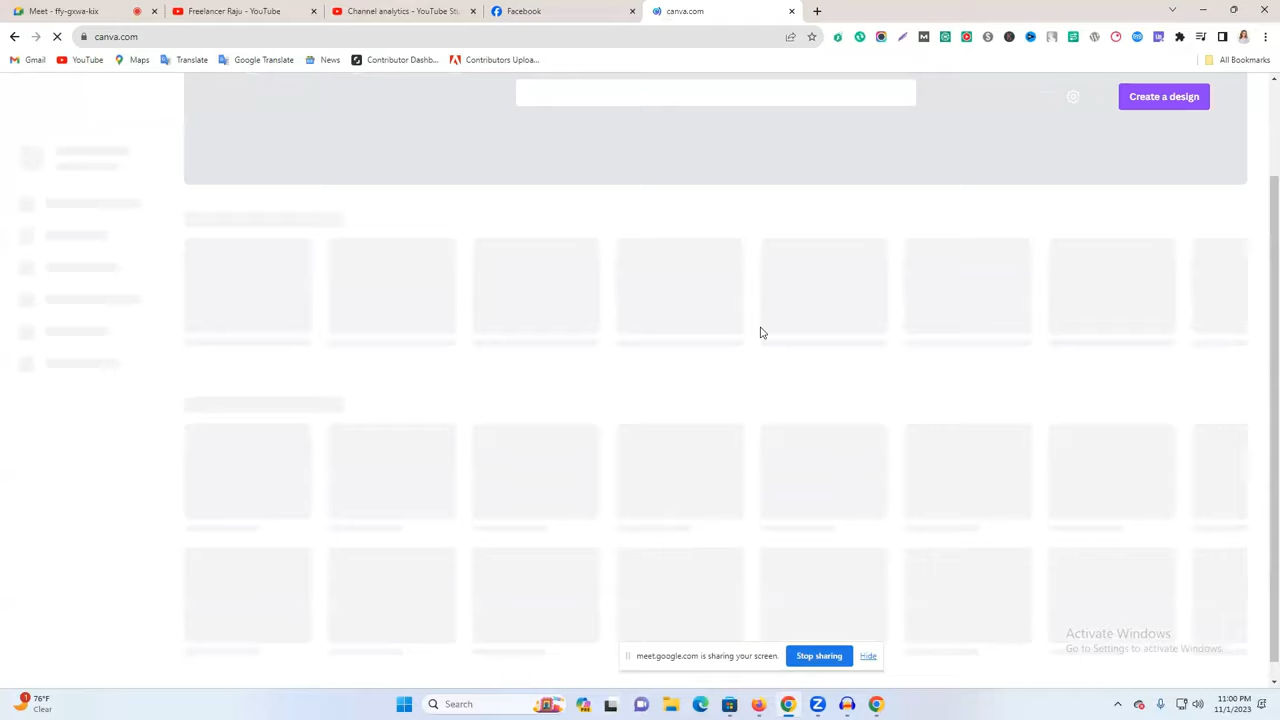 Meet - ffy-gxwa-kix
Freelancer Raju - YouTube
Channel analytics - YouTube Stu
Facebook
canva.com
canva.com
Gmail
YouTube
Maps
Translate
Google Translate
News
Contributor Dashb...
Contributors Uploa...
All Bookmarks
Create a design
Activate Windows
Go to Settings to activate Windows.
meet.google.com is sharing your screen.
Stop sharing
Hide
76°F
Clear
Search
11:00 PM
11/1/2023